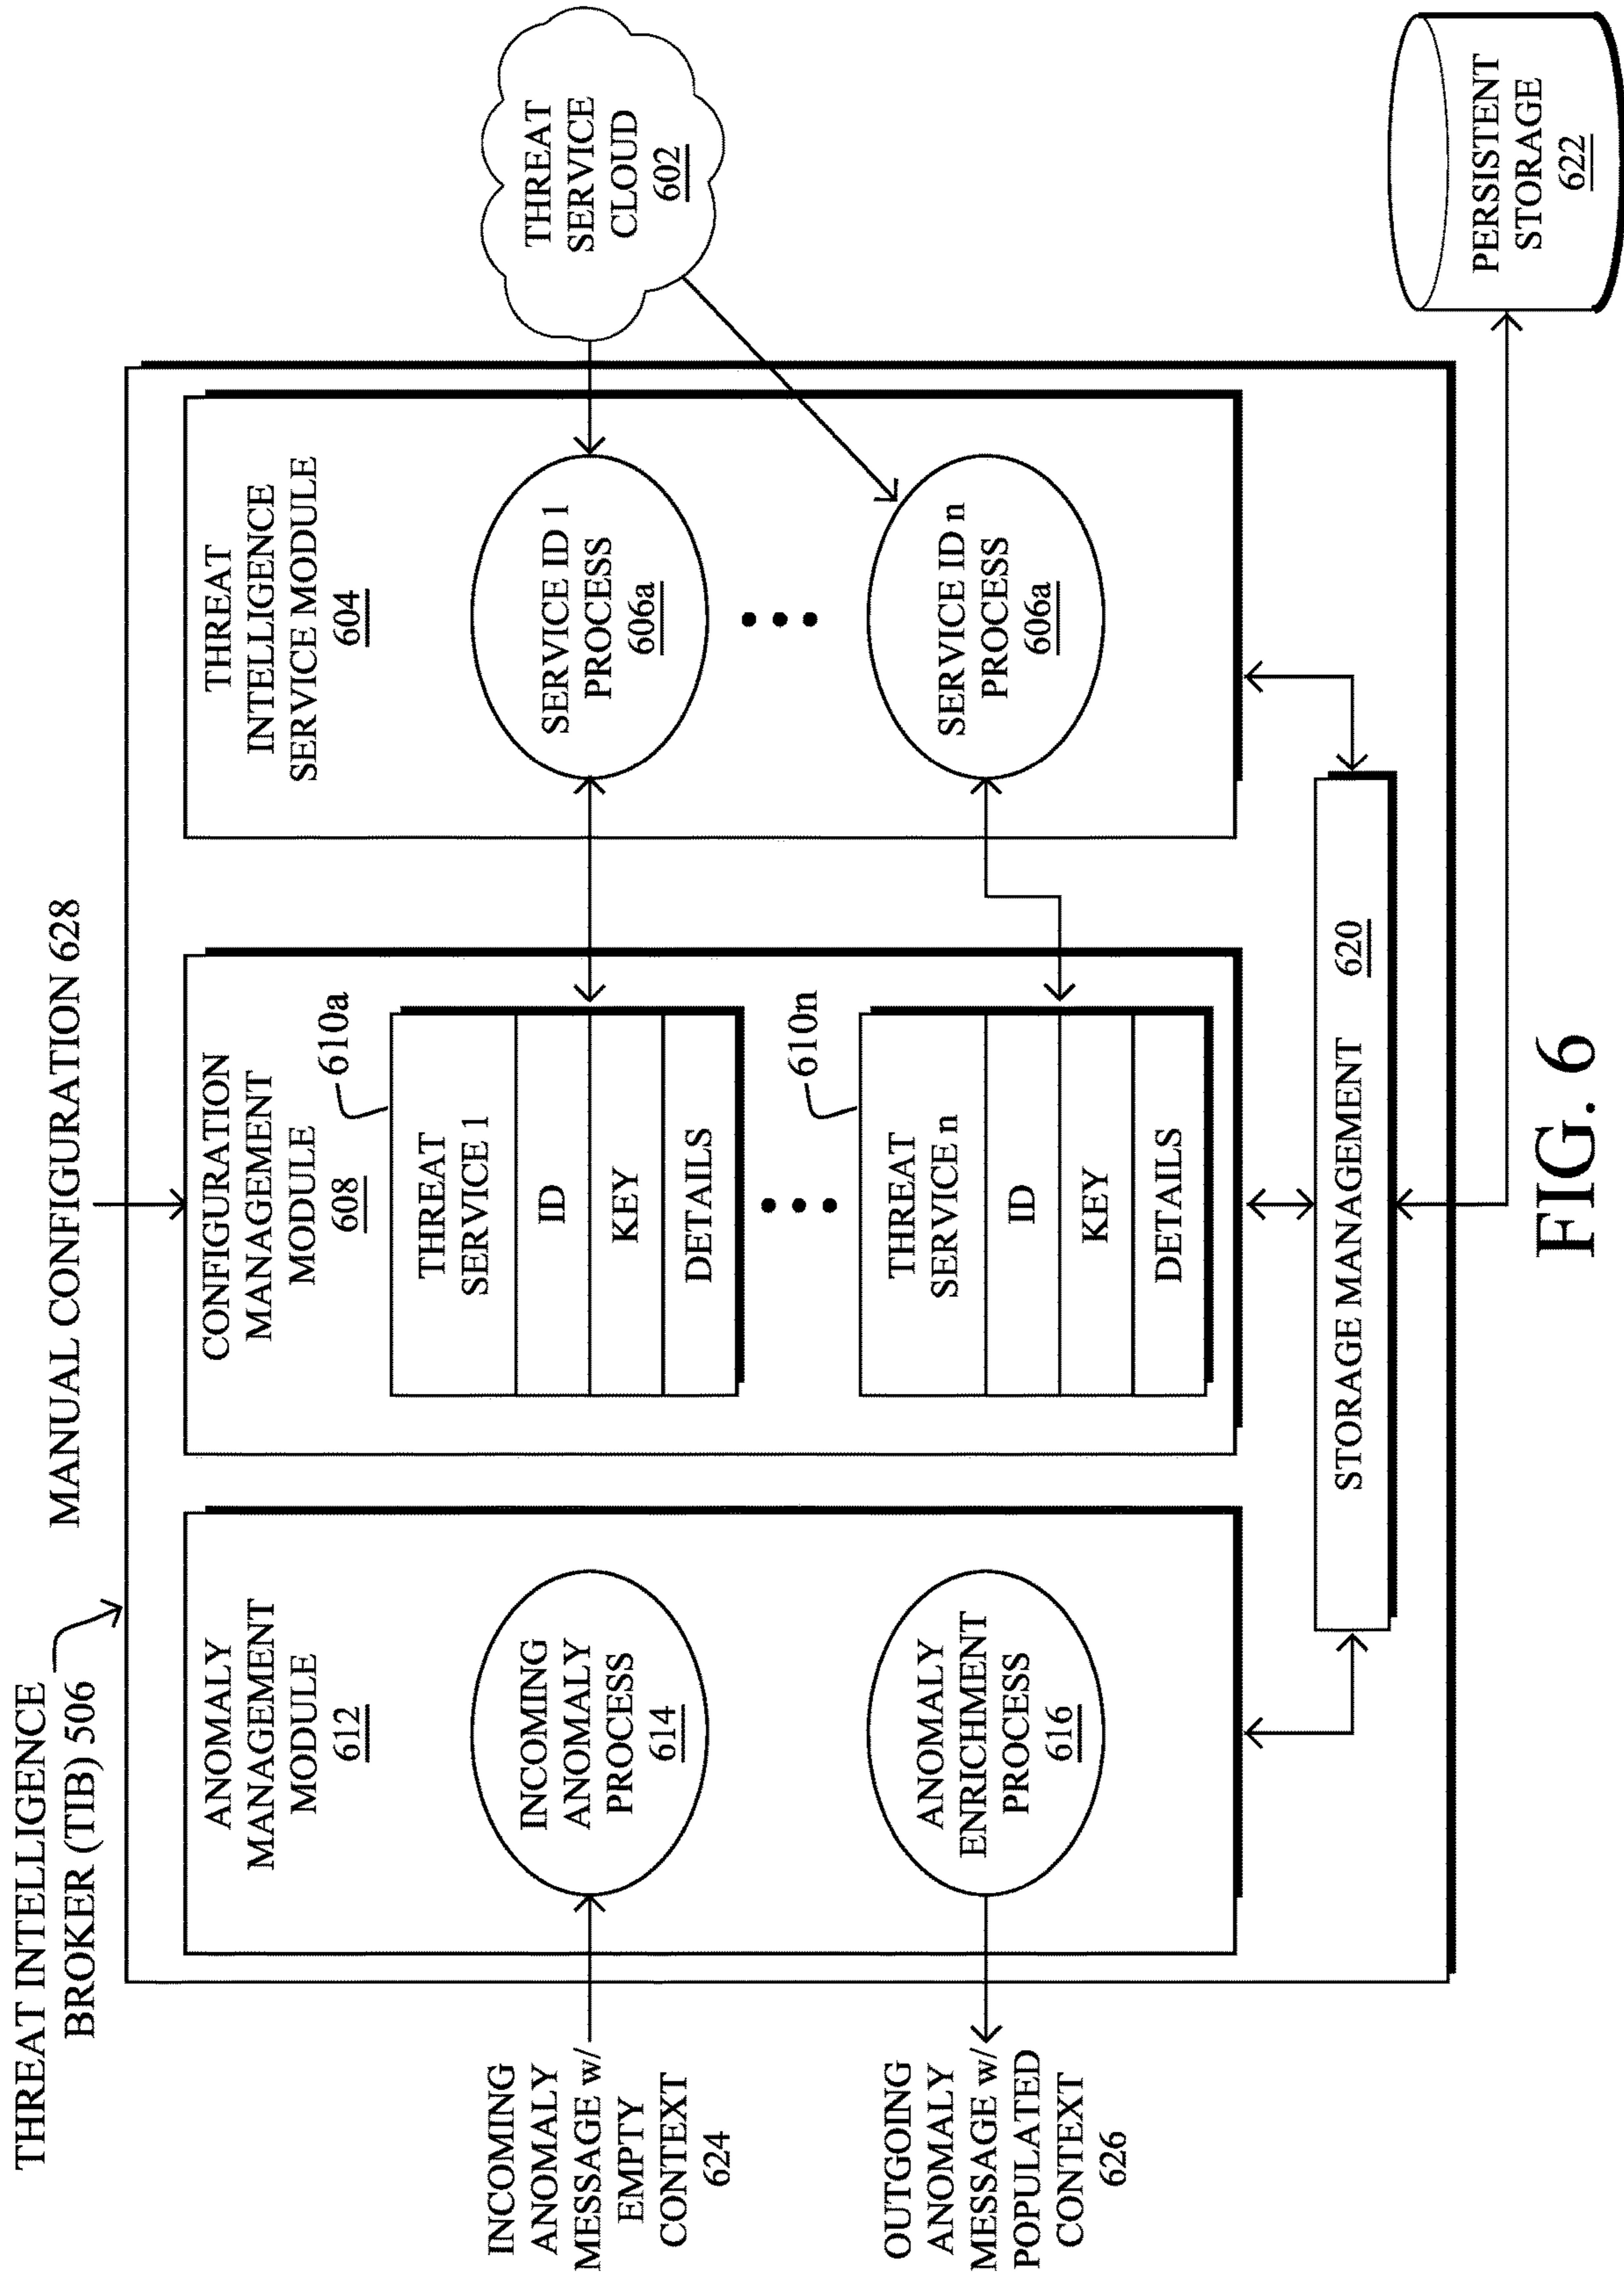 THREAT INTELLIGENCE
BROKER (TIB) 506
MANUAL CONFIGURATION 628
INCOMING
ANOMALY
MESSAGE w/
EMPTY
CONTEXT
624
OUTGOING
ANOMALY
MESSAGE w/
POPULATED
CONTEXT
626
ANOMALY
MANAGEMENT
MODULE
612
INCOMING
ANOMALY
PROCESS
614
ANOMALY
ENRICHMENT
PROCESS
616
CONFIGURATION
MANAGEMENT
MODULE
608
610a
THREAT
SERVICE 1
ID
KEY
DETAILS
610n
THREAT
SERVICE n
ID
KEY
DETAILS
THREAT
INTELLIGENCE
SERVICE MODULE
604
SERVICE ID 1
PROCESS
606a
SERVICE ID n
PROCESS
606a
THREAT
SERVICE
CLOUD
602
STORAGE MANAGEMENT 620
PERSISTENT
STORAGE
622
FIG. 6